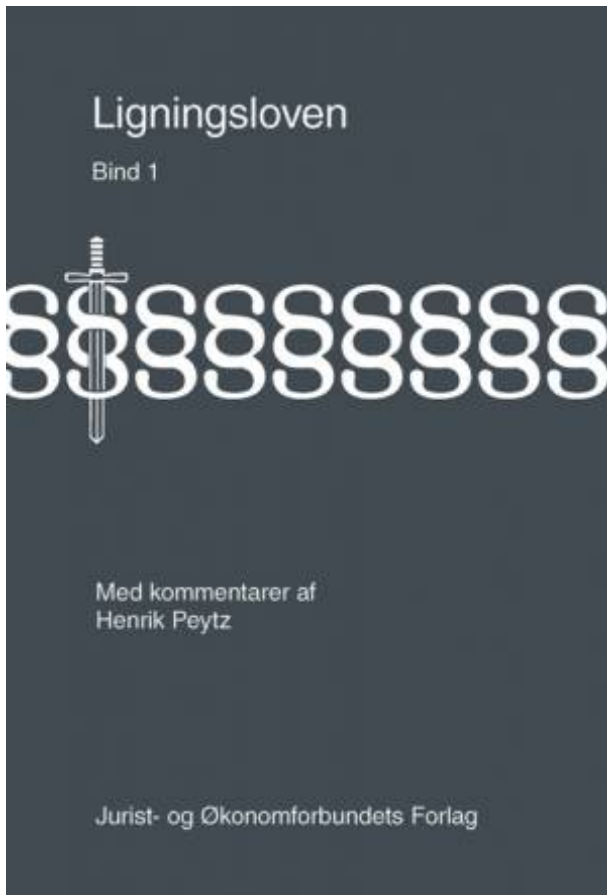 Ligningsloven
Bind 1
§§§§§§§§§
Med kommentarer af
Henrik Peytz
Jurist- og Økonomforbundets Forlag